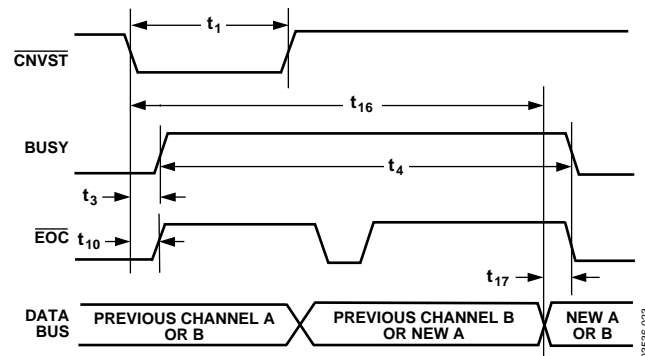 t1
CNVST
t16
BUSY
t4
t3
EOC
t10
t17
DATA
BUS
PREVIOUS CHANNEL A
OR B
PREVIOUS CHANNEL B
OR NEW A
NEW A
OR B